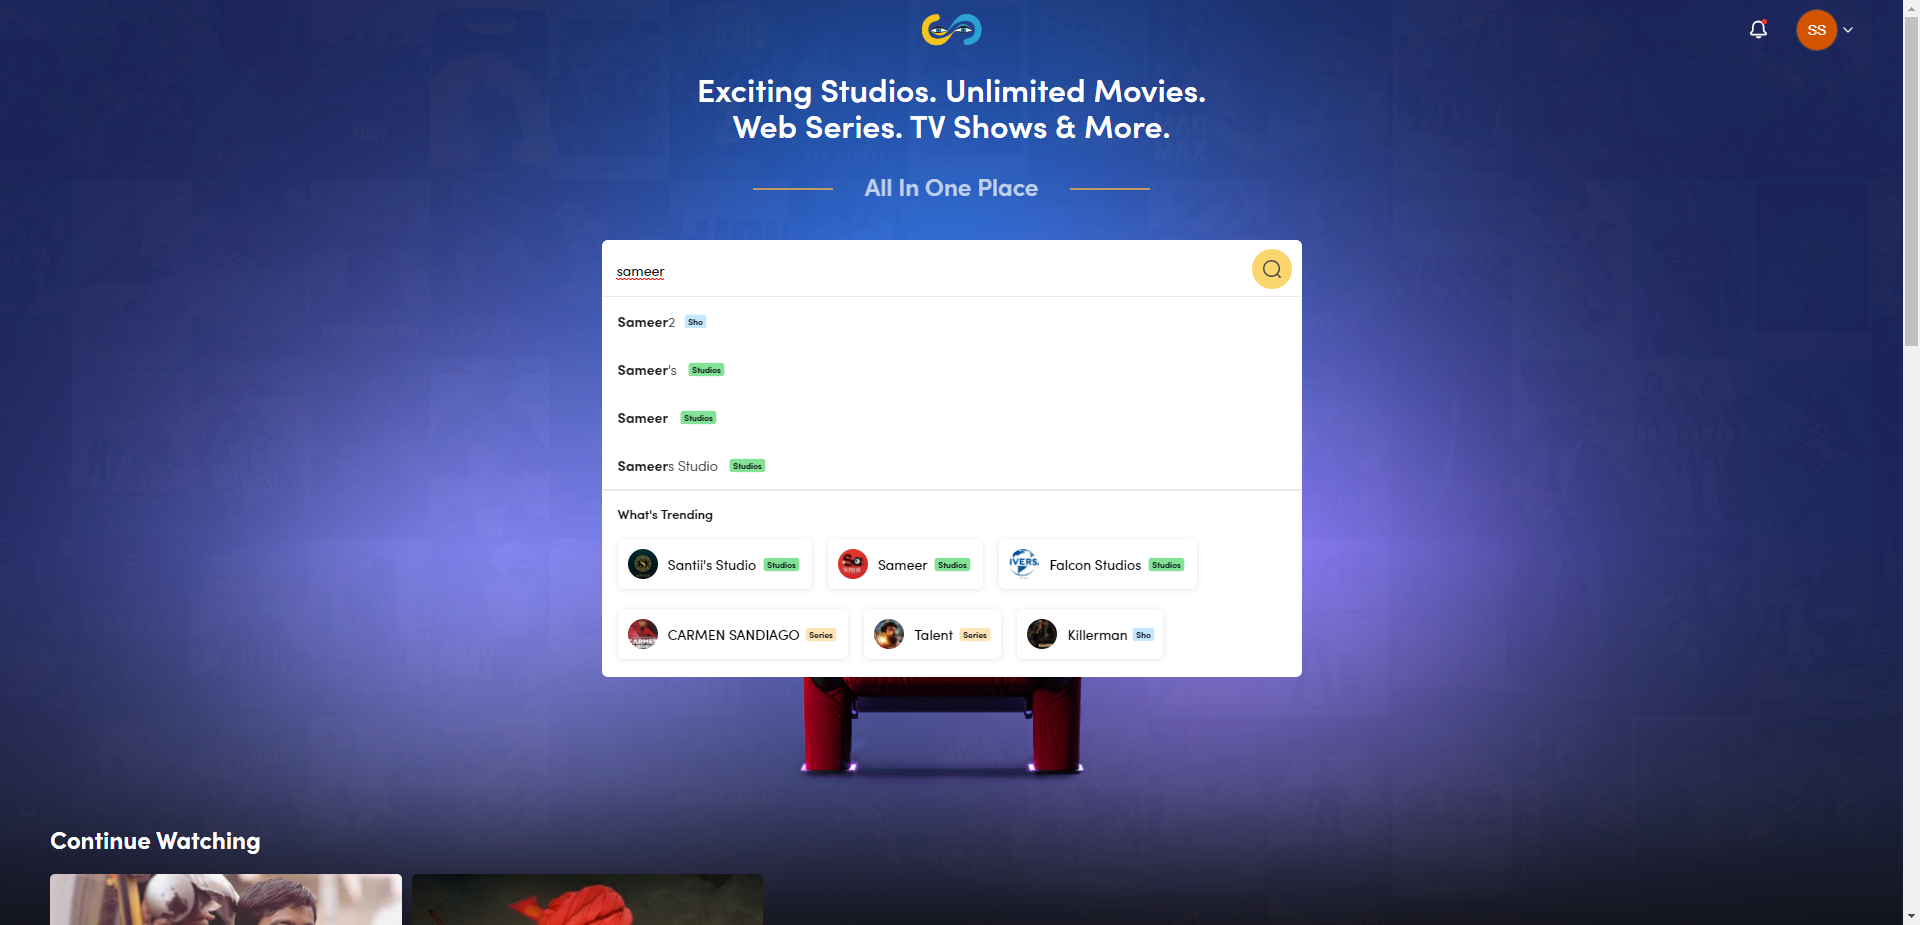 SS
Exciting Studios. Unlimited Movies.
Web Series. TV Shows & More.
All In One Place
sameer
Sameer2 Sho
Sameer's Studios
Sameer Studios
Sameers Studio Studios
What's Trending
Santii's Studio Studios Sameer Studios Falcon Studios Studios
CARMEN SANDIAGO Series Talent Series Killerman Sho
Continue Watching